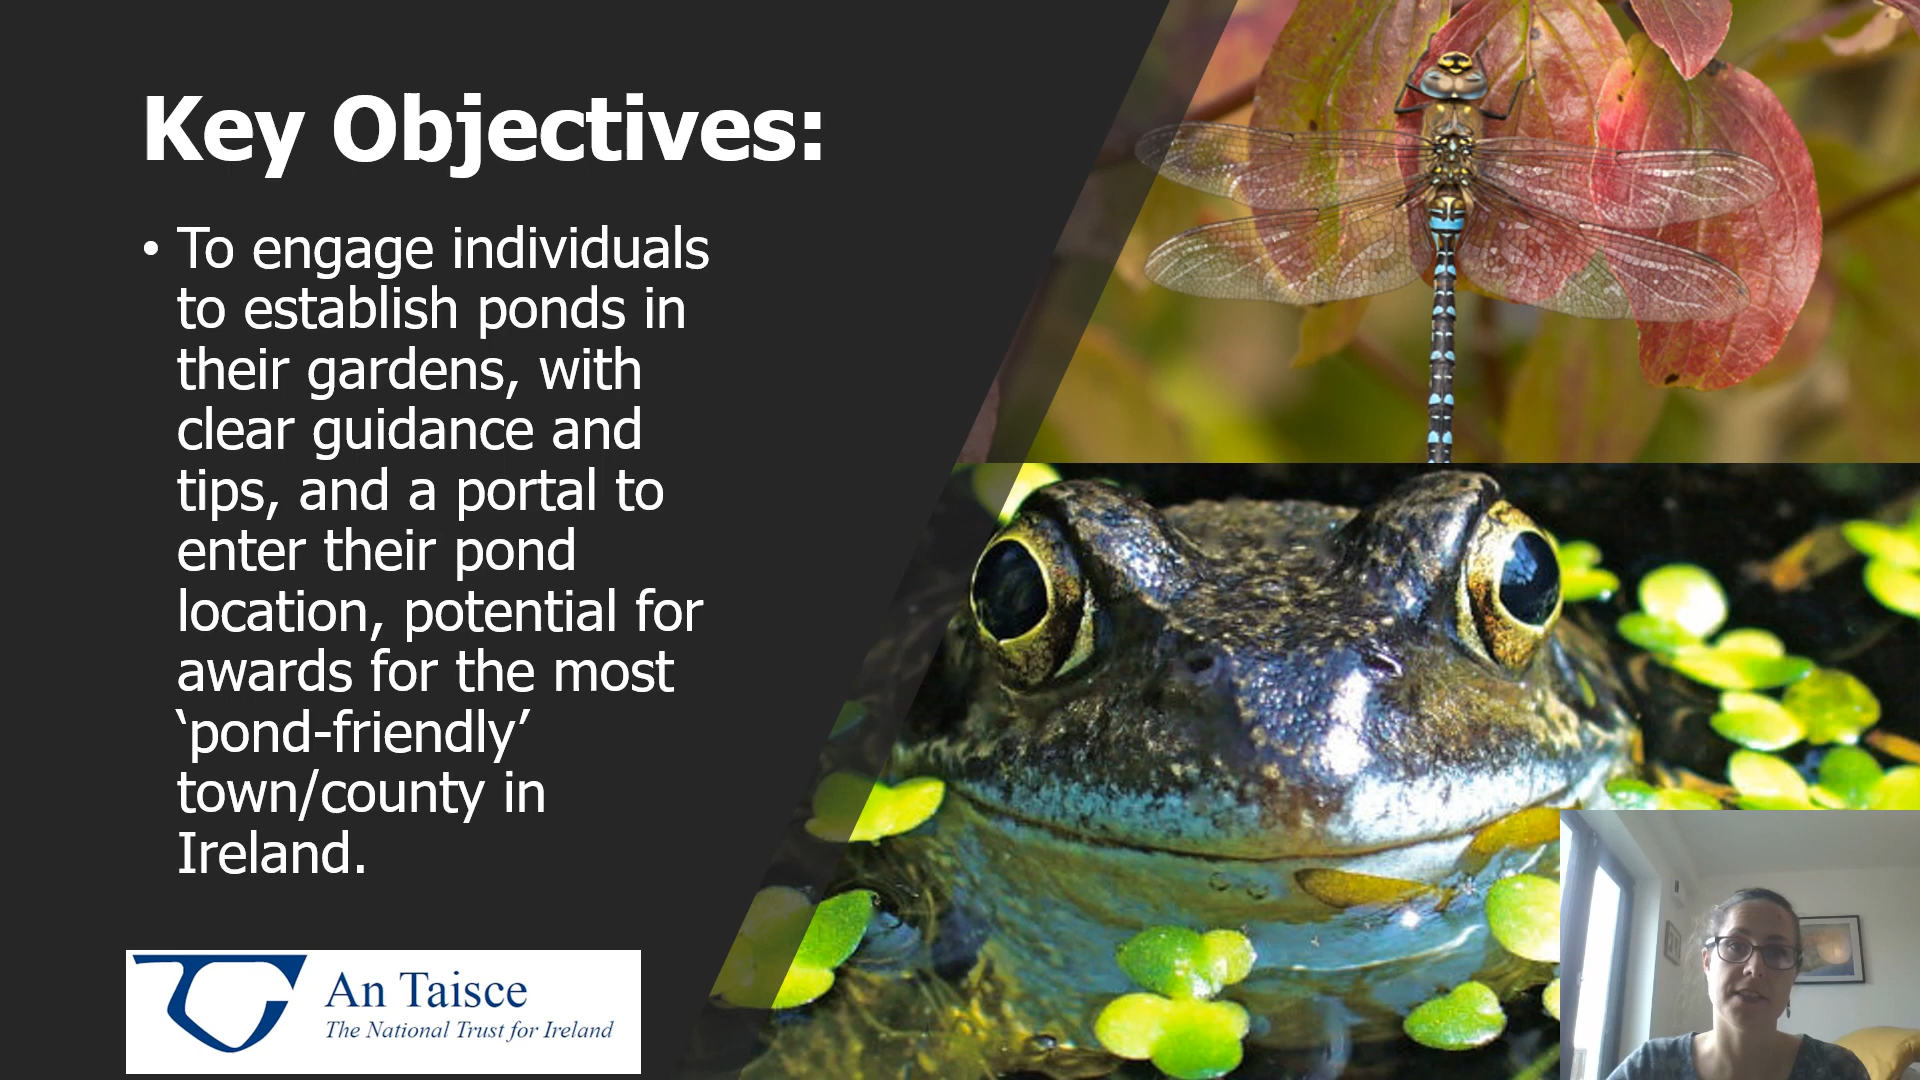 Key Objectives:
• To engage individuals
to establish ponds in
their gardens, with
clear guidance and
tips, and a portal to
enter their pond
location, potential for
awards for the most
‘pond-friendly’
town/county in
Ireland.
An Taisce
The National Trust for Ireland